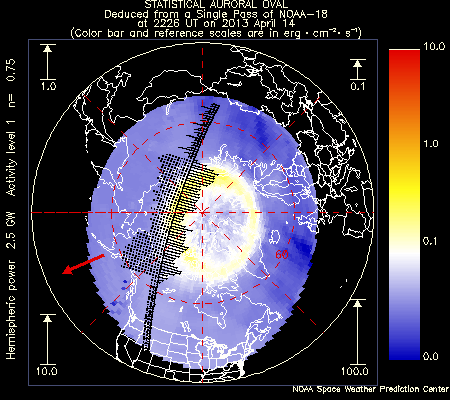 STATISTICAL AURORAL OVAL
Deduced from a Single Pass of NOAA-18
at 2226 UT on 2013 April 14
(Color bar and reference scales are in erg · cm⁻² · s⁻¹)
1.0
0.1
10.0
1.0
0.1
0.0
Hemispheric power 2.5 GW Activity level 1 n= 0.75
60
10.0
100.0
NOAA Space Weather Prediction Center